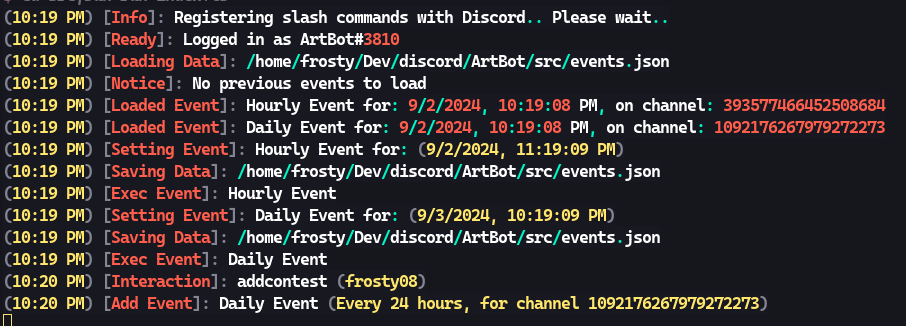 (10:19 PM) [Info]: Registering slash commands with Discord.. Please wait..
(10:19 PM) [Ready]: Logged in as ArtBot#3810
(10:19 PM) [Loading Data]: /home/frosty/Dev/discord/ArtBot/src/events.json
(10:19 PM) [Notice]: No previous events to load
(10:19 PM) [Loaded Event]: Hourly Event for: 9/2/2024, 10:19:08 PM, on channel: 393577466452508684
(10:19 PM) [Loaded Event]: Daily Event for: 9/2/2024, 10:19:08 PM, on channel: 1092176267979272273
(10:19 PM) [Setting Event]: Hourly Event for: (9/2/2024, 11:19:09 PM)
(10:19 PM) [Saving Data]: /home/frosty/Dev/discord/ArtBot/src/events.json
(10:19 PM) [Exec Event]: Hourly Event
(10:19 PM) [Setting Event]: Daily Event for: (9/3/2024, 10:19:09 PM)
(10:19 PM) [Saving Data]: /home/frosty/Dev/discord/ArtBot/src/events.json
(10:19 PM) [Exec Event]: Daily Event
(10:20 PM) [Interaction]: addcontest (frosty08)
(10:20 PM) [Add Event]: Daily Event (Every 24 hours, for channel 1092176267979272273)